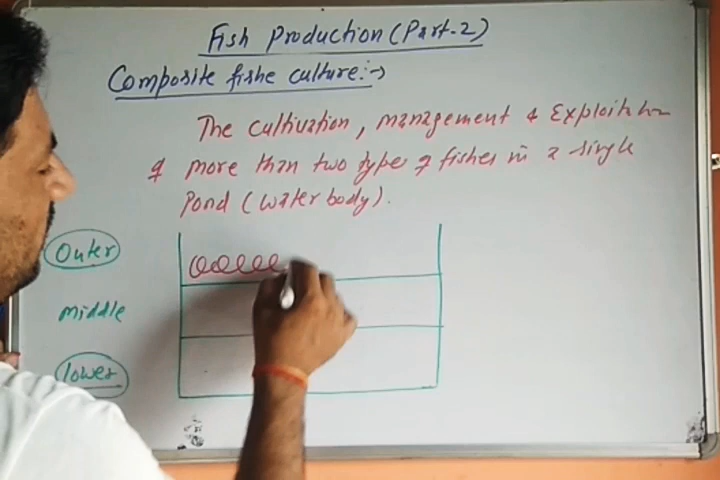 Fish Production (Part-2)
Composite fishe culture:->
The cultivation, management & Exploitation
of more than two type of fishes in a single
Pond (water body).
Outer
middle
lower